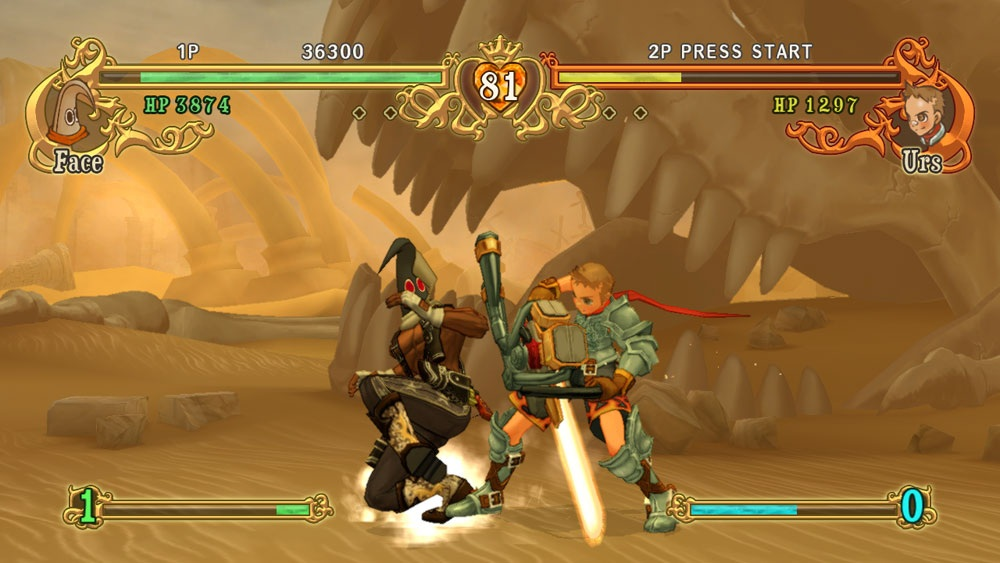 1P 36300 2P PRESS START
81
HP 3874 HP 1297
Face Urs
1 0